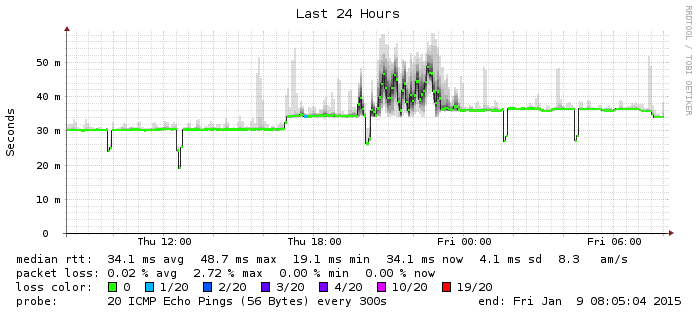 Last 24 Hours
RRDTOOL / TOBI OETIKER
Seconds
50 m
40 m
30 m
20 m
10 m
0
Thu 12:00 Thu 18:00 Fri 00:00 Fri 06:00
median rtt: 34.1 ms avg 48.7 ms max 19.1 ms min 34.1 ms now 4.1 ms sd 8.3 am/s
packet loss: 0.02 % avg 2.72 % max 0.00 % min 0.00 % now
loss color: 0 1/20 2/20 3/20 4/20 10/20 19/20
probe: 20 ICMP Echo Pings (56 Bytes) every 300s end: Fri Jan 9 08:05:04 2015